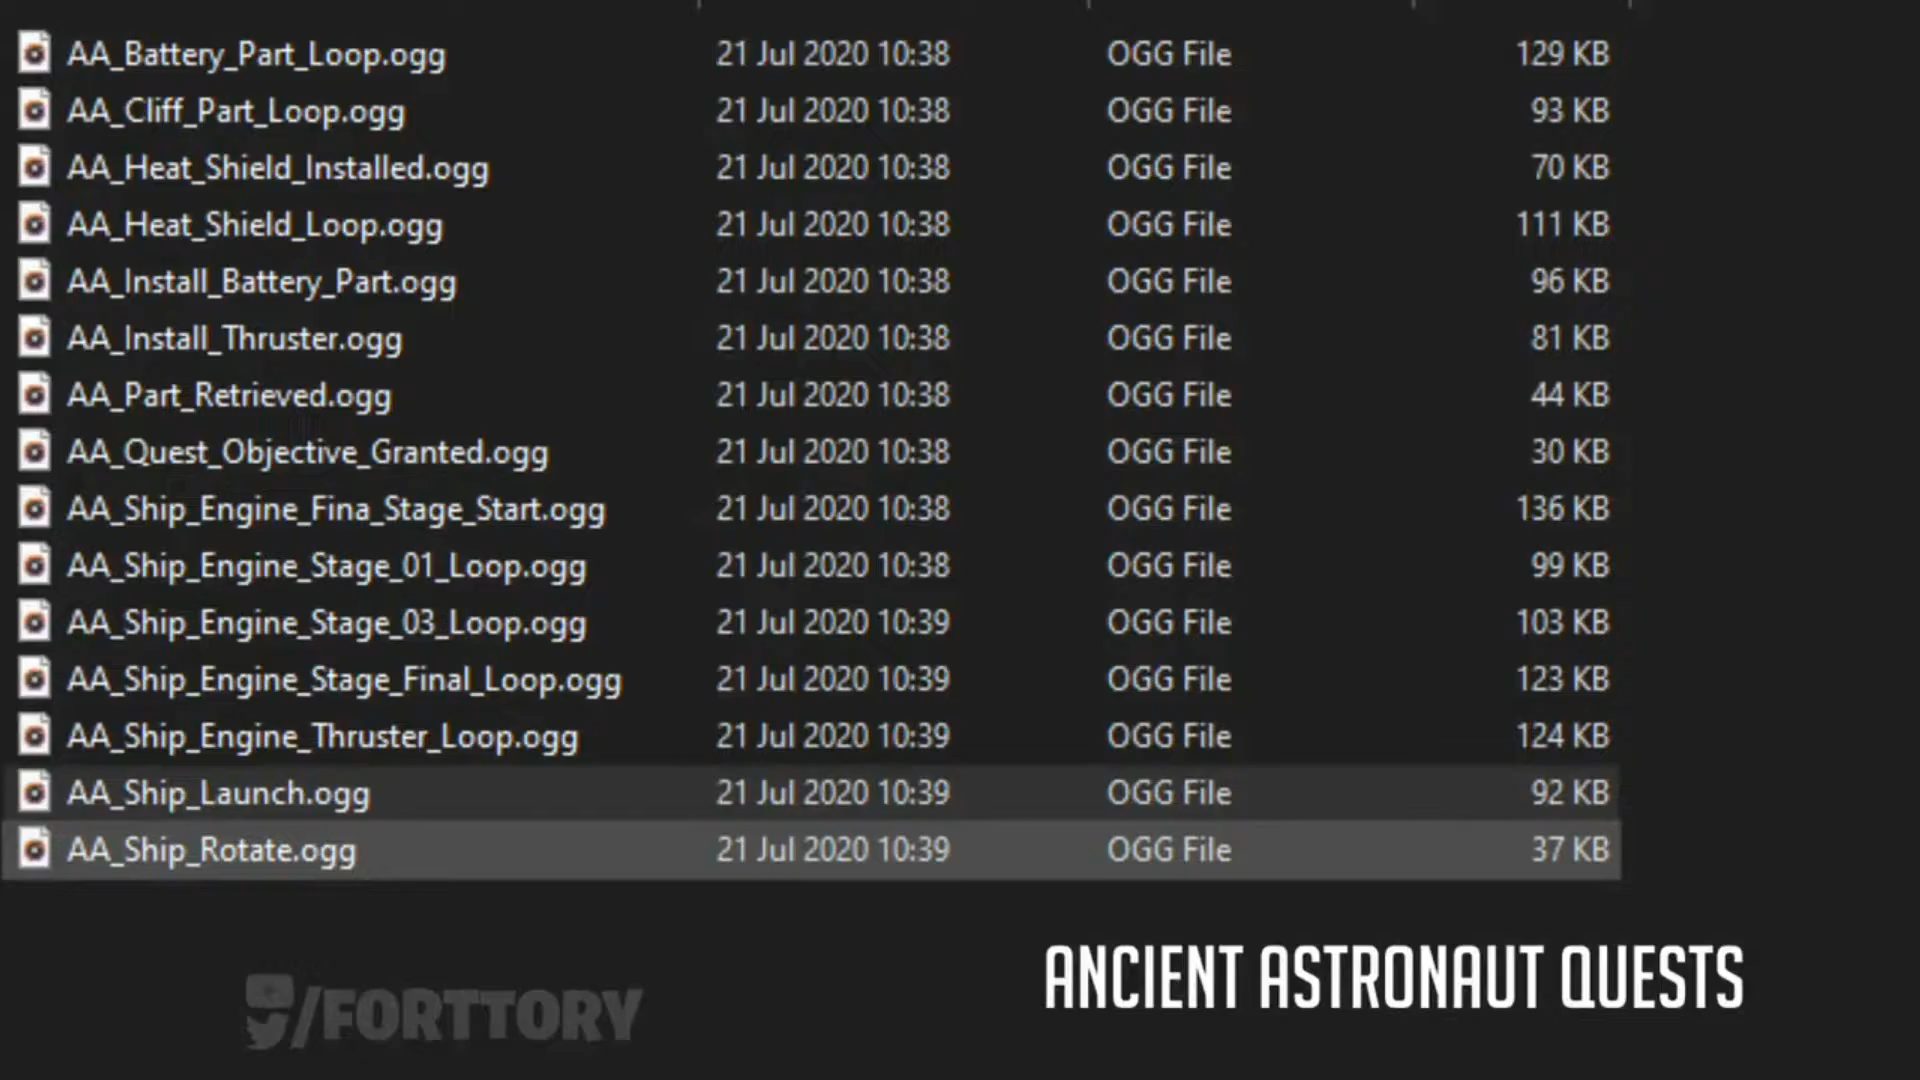 AA_Battery_Part_Loop.ogg 21 Jul 2020 10:38 OGG File 129 KB
AA_Cliff_Part_Loop.ogg 21 Jul 2020 10:38 OGG File 93 KB
AA_Heat_Shield_Installed.ogg 21 Jul 2020 10:38 OGG File 70 KB
AA_Heat_Shield_Loop.ogg 21 Jul 2020 10:38 OGG File 111 KB
AA_Install_Battery_Part.ogg 21 Jul 2020 10:38 OGG File 96 KB
AA_Install_Thruster.ogg 21 Jul 2020 10:38 OGG File 81 KB
AA_Part_Retrieved.ogg 21 Jul 2020 10:38 OGG File 44 KB
AA_Quest_Objective_Granted.ogg 21 Jul 2020 10:38 OGG File 30 KB
AA_Ship_Engine_Fina_Stage_Start.ogg 21 Jul 2020 10:38 OGG File 136 KB
AA_Ship_Engine_Stage_01_Loop.ogg 21 Jul 2020 10:38 OGG File 99 KB
AA_Ship_Engine_Stage_03_Loop.ogg 21 Jul 2020 10:39 OGG File 103 KB
AA_Ship_Engine_Stage_Final_Loop.ogg 21 Jul 2020 10:39 OGG File 123 KB
AA_Ship_Engine_Thruster_Loop.ogg 21 Jul 2020 10:39 OGG File 124 KB
AA_Ship_Launch.ogg 21 Jul 2020 10:39 OGG File 92 KB
AA_Ship_Rotate.ogg 21 Jul 2020 10:39 OGG File 37 KB
ANCIENT ASTRONAUT QUESTS
/FORTTORY